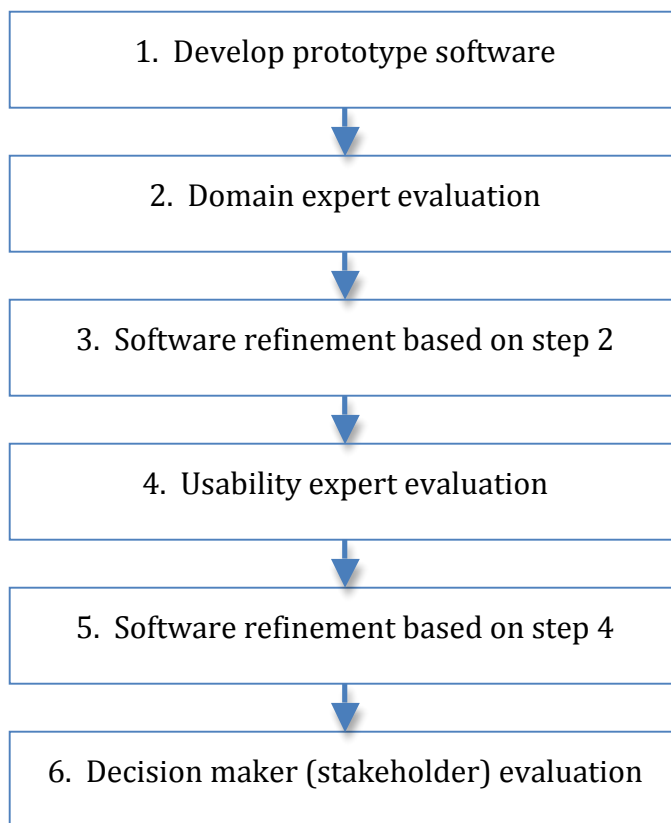 1. Develop prototype software
2. Domain expert evaluation
3. Software refinement based on step 2
4. Usability expert evaluation
5. Software refinement based on step 4
6. Decision maker (stakeholder) evaluation